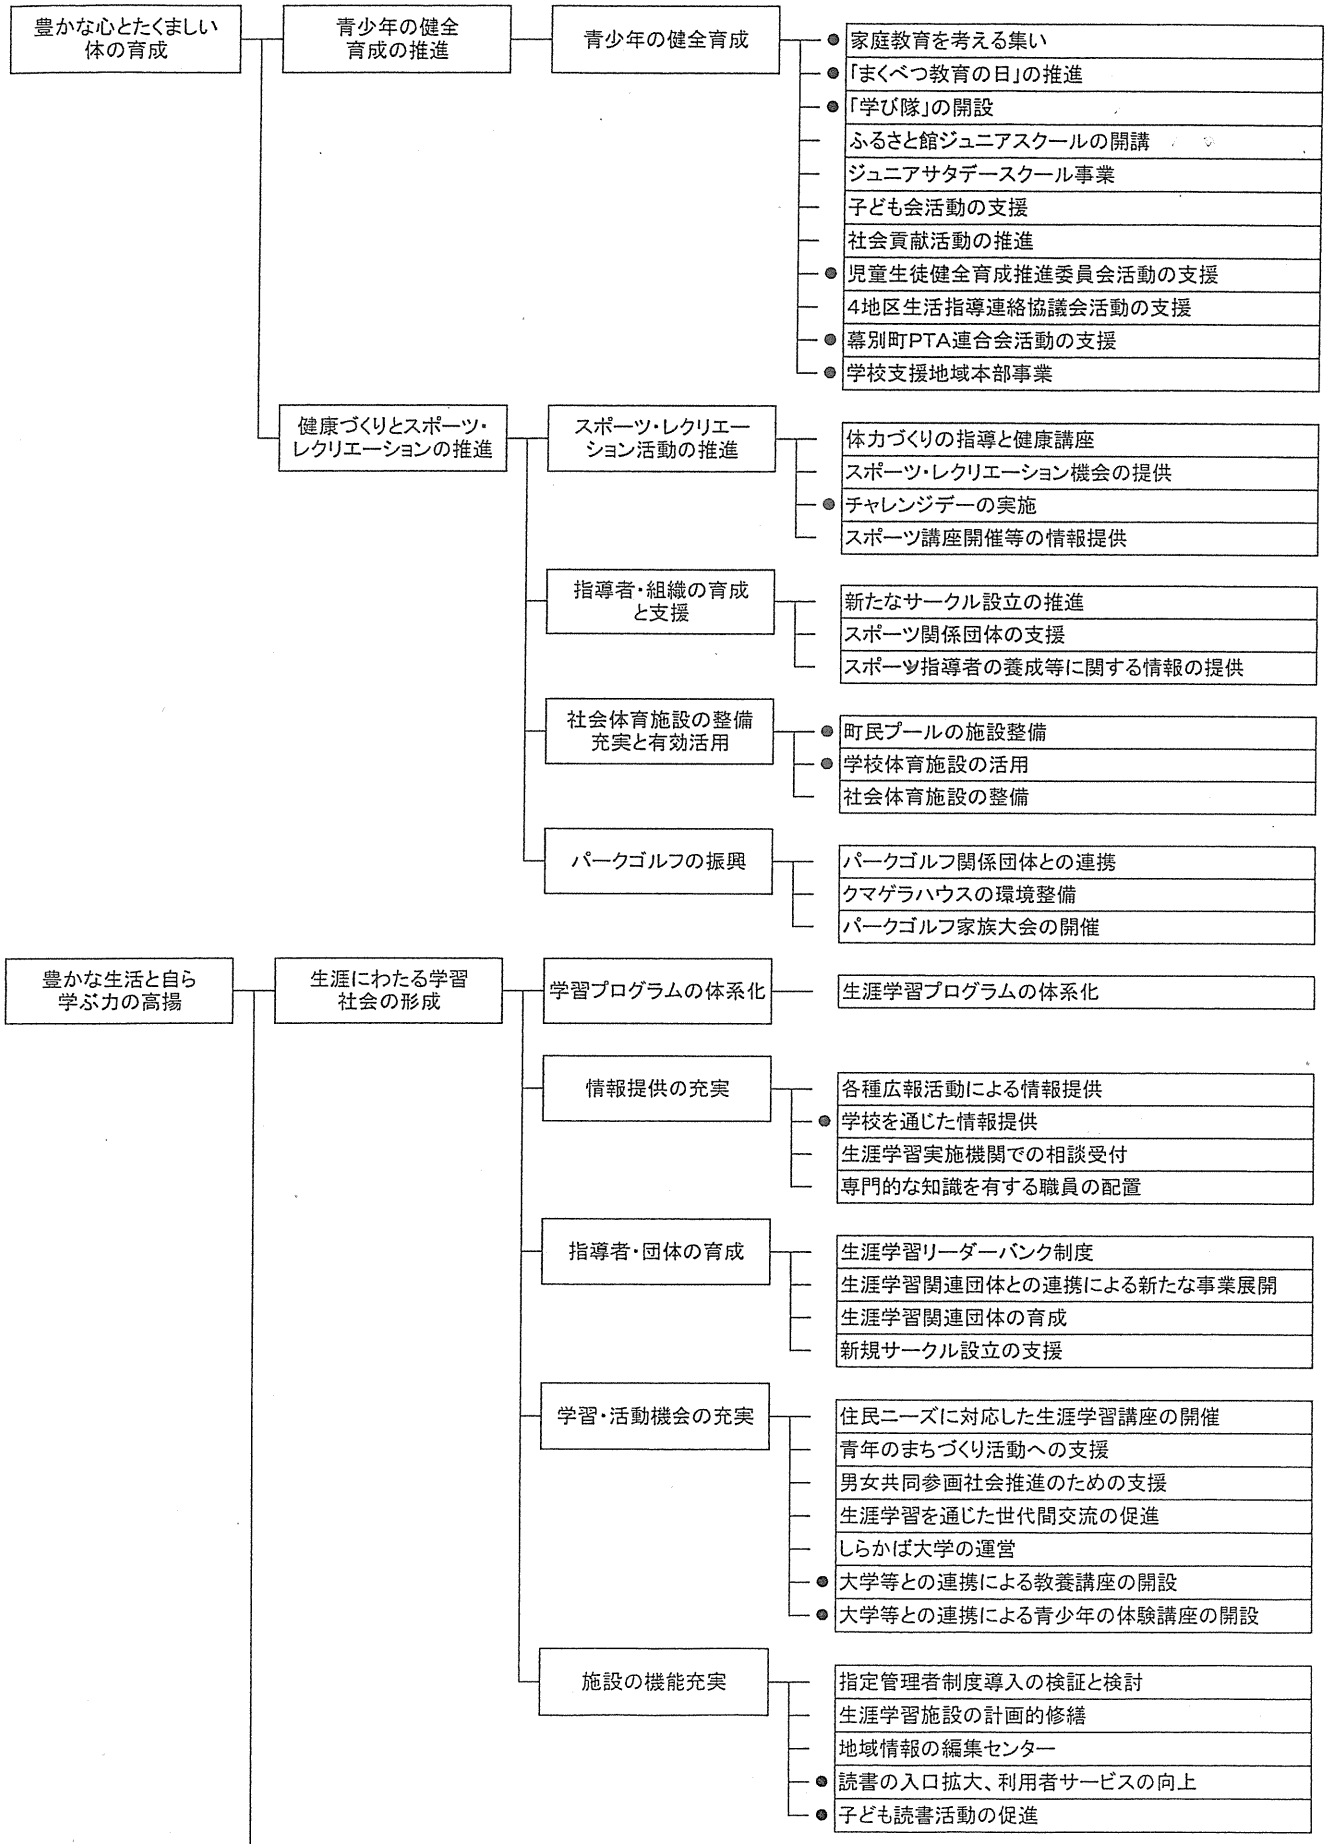 豊かな心とたくましい
体の育成
青少年の健全
育成の推進
青少年の健全育成
● 家庭教育を考える集い
● 「まくべつ教育の日」の推進
● 「学び隊」の開設
ふるさと館ジュニアスクールの開講
ジュニアサタデースクール事業
子ども会活動の支援
社会貢献活動の推進
● 児童生徒健全育成推進委員会活動の支援
4地区生活指導連絡協議会活動の支援
● 幕別町PTA連合会活動の支援
● 学校支援地域本部事業
健康づくりとスポーツ・
レクリエーションの推進
スポーツ・レクリエー
ション活動の推進
体力づくりの指導と健康講座
スポーツ・レクリエーション機会の提供
● チャレンジデーの実施
スポーツ講座開催等の情報提供
指導者・組織の育成
と支援
新たなサークル設立の推進
スポーツ関係団体の支援
スポーツ指導者の養成等に関する情報の提供
社会体育施設の整備
充実と有効活用
● 町民プールの施設整備
● 学校体育施設の活用
社会体育施設の整備
パークゴルフの振興
パークゴルフ関係団体との連携
クマゲラハウスの環境整備
パークゴルフ家族大会の開催
豊かな生活と自ら
学ぶ力の高揚
生涯にわたる学習
社会の形成
学習プログラムの体系化
生涯学習プログラムの体系化
情報提供の充実
各種広報活動による情報提供
● 学校を通じた情報提供
生涯学習実施機関での相談受付
専門的な知識を有する職員の配置
指導者・団体の育成
生涯学習リーダーバンク制度
生涯学習関連団体との連携による新たな事業展開
生涯学習関連団体の育成
新規サークル設立の支援
学習・活動機会の充実
住民ニーズに対応した生涯学習講座の開催
青年のまちづくり活動への支援
男女共同参画社会推進のための支援
生涯学習を通じた世代間交流の促進
しらかば大学の運営
● 大学等との連携による教養講座の開設
● 大学等との連携による青少年の体験講座の開設
施設の機能充実
指定管理者制度導入の検証と検討
生涯学習施設の計画的修繕
地域情報の編集センター
● 読書の入口拡大、利用者サービスの向上
● 子ども読書活動の促進